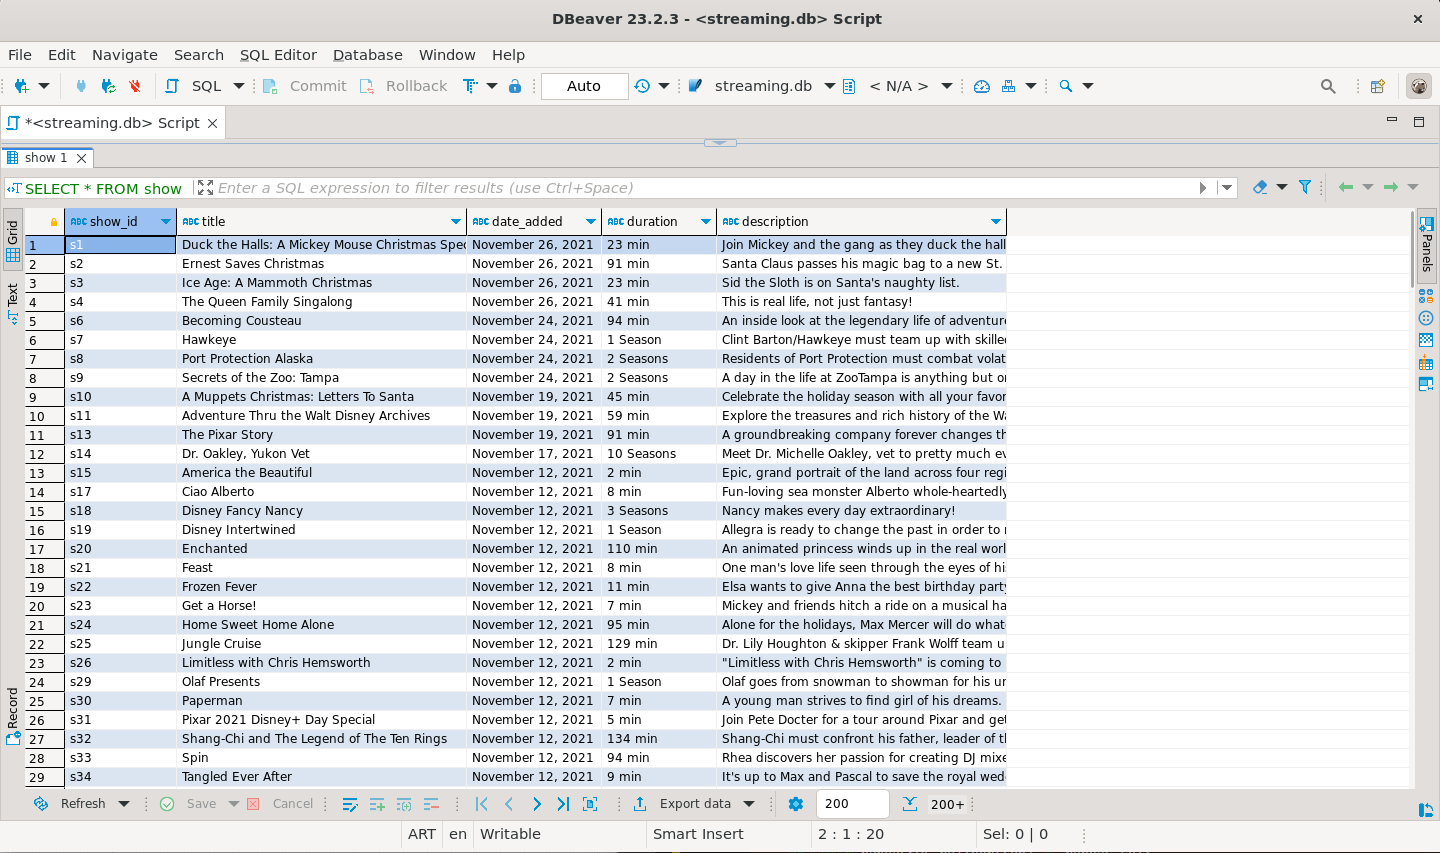 DBeaver 23.2.3 - <streaming.db> Script
File Edit Navigate Search SQL Editor Database Window Help
SQL Commit Rollback Auto streaming.db < N/A >
*<streaming.db> Script
show 1
SELECT * FROM show Enter a SQL expression to filter results (use Ctrl+Space)
Grid
Text
Record
Panels
show_id title date_added duration description
1 s1 Duck the Halls: A Mickey Mouse Christmas Spec November 26, 2021 23 min Join Mickey and the gang as they duck the hall
2 s2 Ernest Saves Christmas November 26, 2021 91 min Santa Claus passes his magic bag to a new St.
3 s3 Ice Age: A Mammoth Christmas November 26, 2021 23 min Sid the Sloth is on Santa's naughty list.
4 s4 The Queen Family Singalong November 26, 2021 41 min This is real life, not just fantasy!
5 s6 Becoming Cousteau November 24, 2021 94 min An inside look at the legendary life of adventure
6 s7 Hawkeye November 24, 2021 1 Season Clint Barton/Hawkeye must team up with skille
7 s8 Port Protection Alaska November 24, 2021 2 Seasons Residents of Port Protection must combat volat
8 s9 Secrets of the Zoo: Tampa November 24, 2021 2 Seasons A day in the life at ZooTampa is anything but o
9 s10 A Muppets Christmas: Letters To Santa November 19, 2021 45 min Celebrate the holiday season with all your favor
10 s11 Adventure Thru the Walt Disney Archives November 19, 2021 59 min Explore the treasures and rich history of the Wa
11 s13 The Pixar Story November 19, 2021 91 min A groundbreaking company forever changes th
12 s14 Dr. Oakley, Yukon Vet November 17, 2021 10 Seasons Meet Dr. Michelle Oakley, vet to pretty much ev
13 s15 America the Beautiful November 12, 2021 2 min Epic, grand portrait of the land across four regi
14 s17 Ciao Alberto November 12, 2021 8 min Fun-loving sea monster Alberto whole-heartedly
15 s18 Disney Fancy Nancy November 12, 2021 3 Seasons Nancy makes every day extraordinary!
16 s19 Disney Intertwined November 12, 2021 1 Season Allegra is ready to change the past in order to
17 s20 Enchanted November 12, 2021 110 min An animated princess winds up in the real worl
18 s21 Feast November 12, 2021 8 min One man's love life seen through the eyes of hi
19 s22 Frozen Fever November 12, 2021 11 min Elsa wants to give Anna the best birthday party
20 s23 Get a Horse! November 12, 2021 7 min Mickey and friends hitch a ride on a musical ha
21 s24 Home Sweet Home Alone November 12, 2021 95 min Alone for the holidays, Max Mercer will do what
22 s25 Jungle Cruise November 12, 2021 129 min Dr. Lily Houghton & skipper Frank Wolff team u
23 s26 Limitless with Chris Hemsworth November 12, 2021 2 min "Limitless with Chris Hemsworth" is coming to
24 s29 Olaf Presents November 12, 2021 1 Season Olaf goes from snowman to showman for his un
25 s30 Paperman November 12, 2021 7 min A young man strives to find girl of his dreams.
26 s31 Pixar 2021 Disney+ Day Special November 12, 2021 5 min Join Pete Docter for a tour around Pixar and get
27 s32 Shang-Chi and The Legend of The Ten Rings November 12, 2021 134 min Shang-Chi must confront his father, leader of t
28 s33 Spin November 12, 2021 94 min Rhea discovers her passion for creating DJ mixe
29 s34 Tangled Ever After November 12, 2021 9 min It's up to Max and Pascal to save the royal wed
Refresh Save Cancel Export data 200 200+
ART en Writable Smart Insert 2 : 1 : 20 Sel: 0 | 0